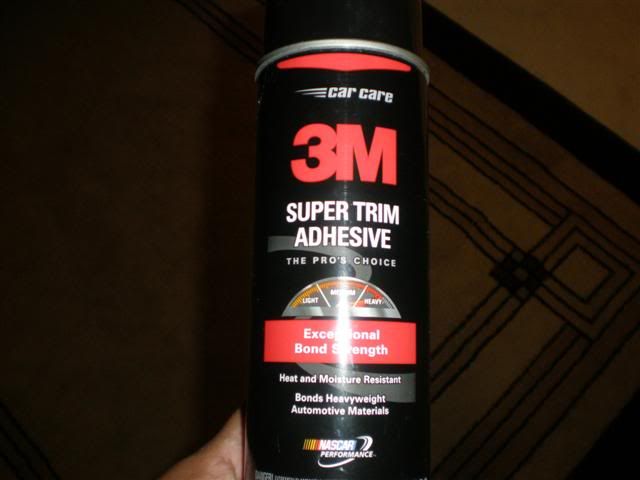 car care
3M
SUPER TRIM
ADHESIVE
THE PRO'S CHOICE
LIGHT MEDIUM HEAVY
Exceptional
Bond Strength
Heat and Moisture Resistant
Bonds Heavyweight
Automotive Materials
NASCAR
PERFORMANCE